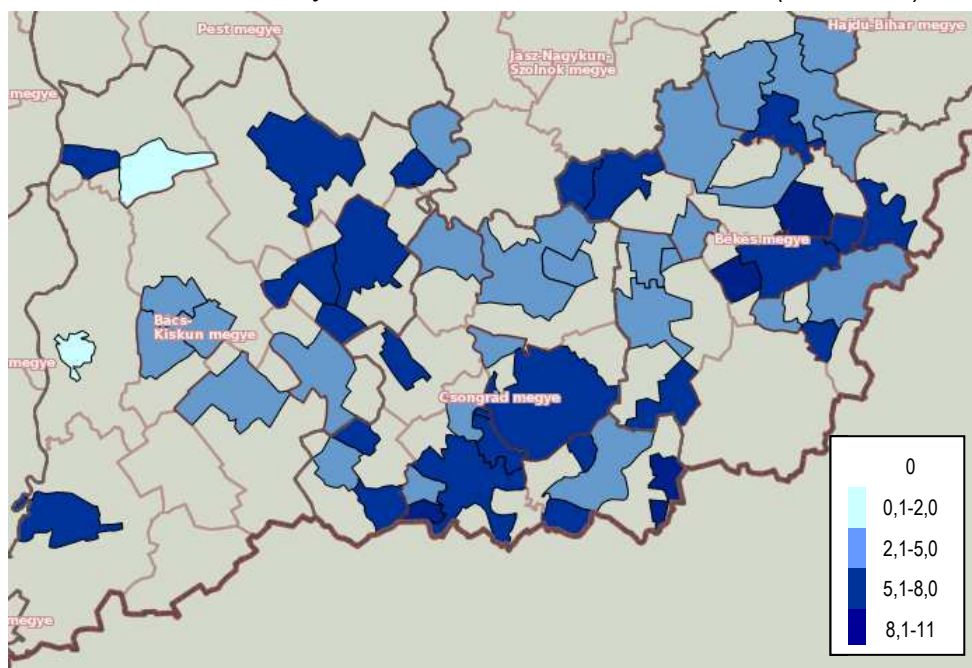 Pest megye
Hajdu-Bihar megye
Jász-Nagykun-
Szolnok megye
megye
Békés megye
Bács-
Kiskun megye
megye
Csongrád megye
megye
0
0,1-2,0
2,1-5,0
5,1-8,0
8,1-11